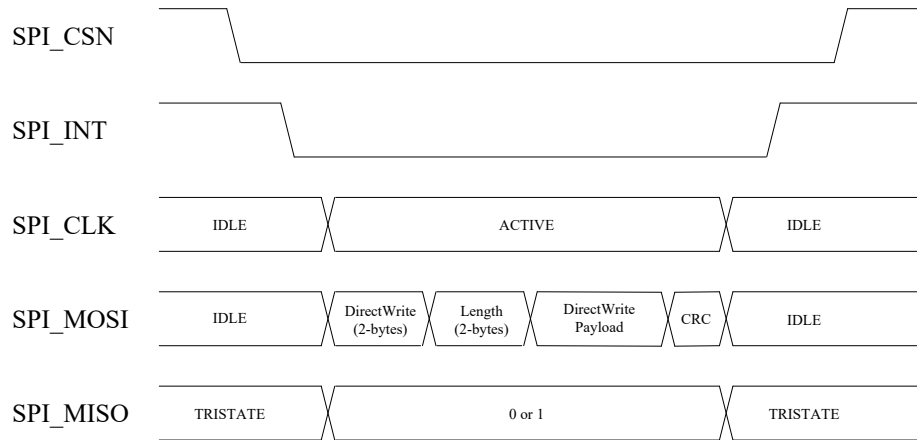 SPI_CSN
SPI_INT
SPI_CLK
IDLE
ACTIVE
IDLE
SPI_MOSI
IDLE
DirectWrite
(2-bytes)
Length
(2-bytes)
DirectWrite
Payload
CRC
IDLE
SPI_MISO
TRISTATE
0 or 1
TRISTATE